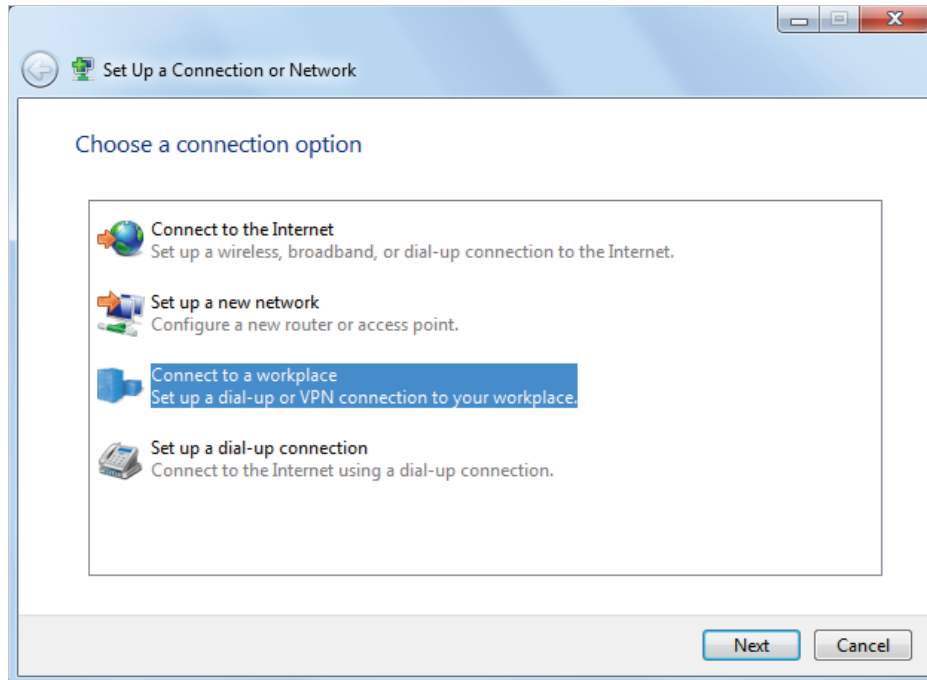 Set Up a Connection or Network
Choose a connection option
Connect to the Internet
Set up a wireless, broadband, or dial-up connection to the Internet.
Set up a new network
Configure a new router or access point.
Connect to a workplace
Set up a dial-up or VPN connection to your workplace.
Set up a dial-up connection
Connect to the Internet using a dial-up connection.
Next Cancel